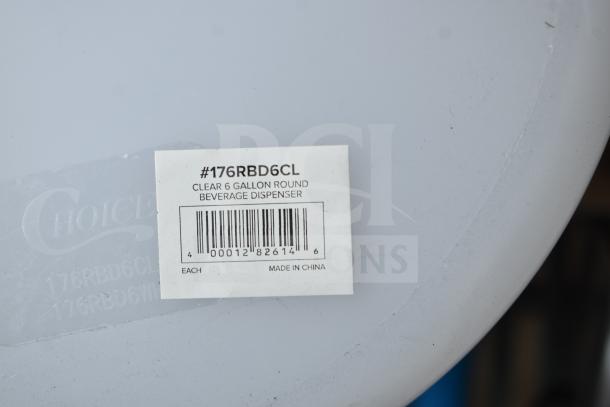 #176RBD6CL
CLEAR 6 GALLON ROUND
BEVERAGE DISPENSER
4 00012 82614 6
EACH MADE IN CHINA
CHOICE
176RBD6CL